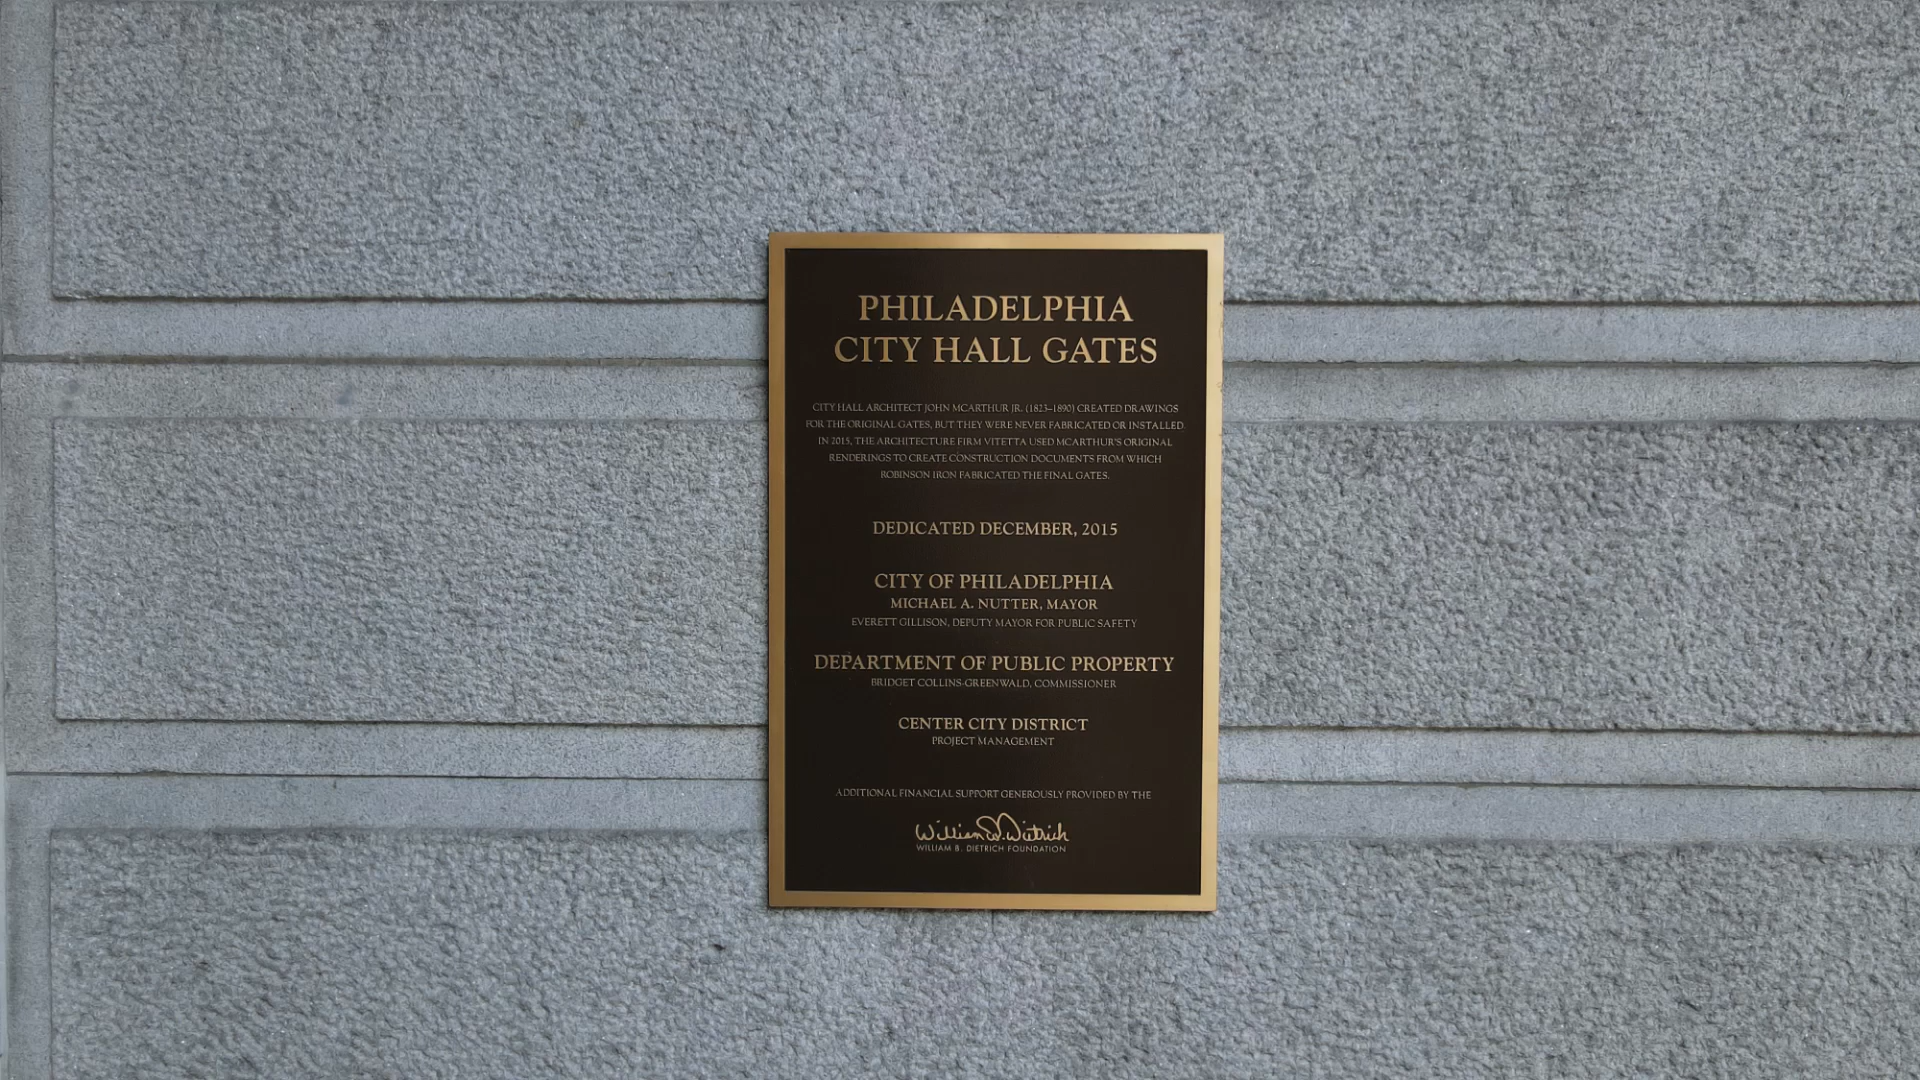 PHILADELPHIA
CITY HALL GATES
CITY HALL ARCHITECT JOHN MCARTHUR JR. (1823–1890) CREATED DRAWINGS
FOR THE ORIGINAL GATES, BUT THEY WERE NEVER FABRICATED OR INSTALLED.
IN 2015, THE ARCHITECTURE FIRM VITETTA USED MCARTHUR'S ORIGINAL
RENDERINGS TO CREATE CONSTRUCTION DOCUMENTS FROM WHICH
ROBINSON IRON FABRICATED THE FINAL GATES.
DEDICATED DECEMBER, 2015
CITY OF PHILADELPHIA
MICHAEL A. NUTTER, MAYOR
EVERETT GILLISON, DEPUTY MAYOR FOR PUBLIC SAFETY
DEPARTMENT OF PUBLIC PROPERTY
BRIDGET COLLINS-GREENWALD, COMMISSIONER
CENTER CITY DISTRICT
PROJECT MANAGEMENT
ADDITIONAL FINANCIAL SUPPORT GENEROUSLY PROVIDED BY THE
William B. Dietrich
WILLIAM B. DIETRICH FOUNDATION